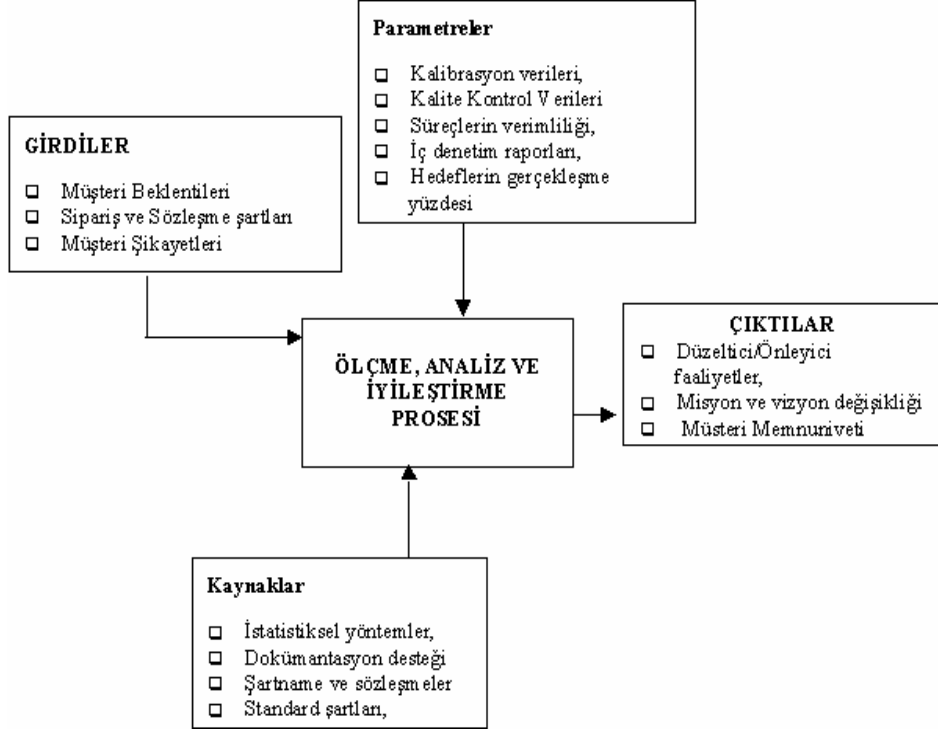 Parametreler
❑ Kalibrasyon verileri,
❑ Kalite Kontrol Verileri
❑ Süreçlerin verimliliği,
❑ İç denetim raporları,
❑ Hedeflerin gerçekleşme
yüzdesi
GİRDİLER
❑ Müşteri Beklentileri
❑ Sipariş ve Sözleşme şartları
❑ Müşteri Şikayetleri
ÖLÇME, ANALİZ VE
İYİLEŞTİRME
PROSESİ
ÇIKTILAR
❑ Düzeltici/Önleyici
faaliyetler,
❑ Misyon ve vizyon değişikliği
❑ Müsteri Memnuniveti
Kaynaklar
❑ İstatistiksel yöntemler,
❑ Dokümantasyon desteği
❑ Şartname ve sözleşmeler
❑ Standard şartları,